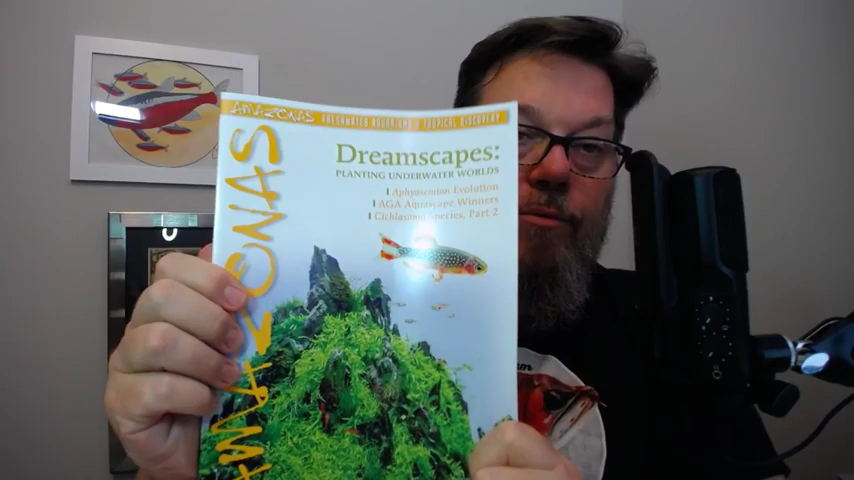 AMAZONAS FRESHWATER AQUARIUMS & TROPICAL DISCOVERY
AMAZONAS
Dreamscapes:
PLANTING UNDERWATER WORLDS
Aphyosemion Evolution
AGA Aquascape Winners
Cichlasoma Species, Part 2